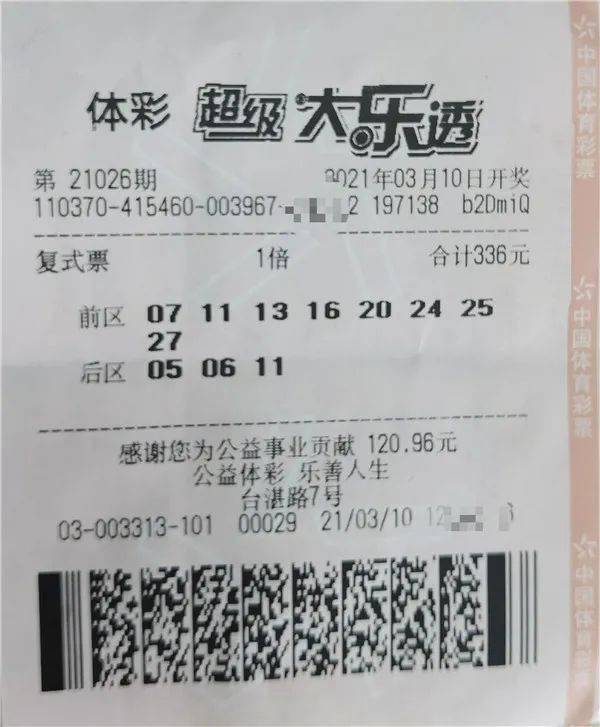 体彩 超级大乐透
第 21026期 2021年03月10日开奖
110370-415460-003967- 2 197138 b2DmiQ
复式票 1倍 合计336元
前区 07 11 13 16 20 24 25
27
后区 05 06 11
感谢您为公益事业贡献 120.96元
公益体彩 乐善人生
台湛路7号
03-003313-101 00029 21/03/10 12 6
中国体育彩票
中国体育彩票
中国体育彩票